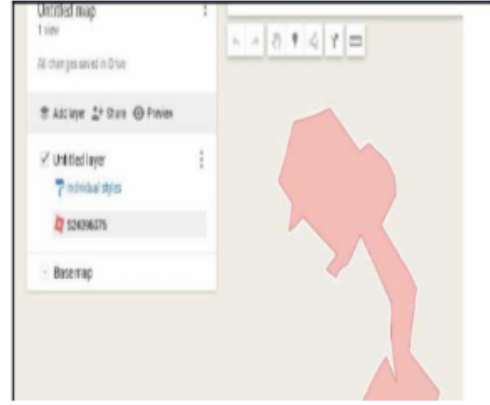 Untitled map
1 view
All changes saved in Drive
Add layer Share Preview
Untitled layer
Individual styles
Base map